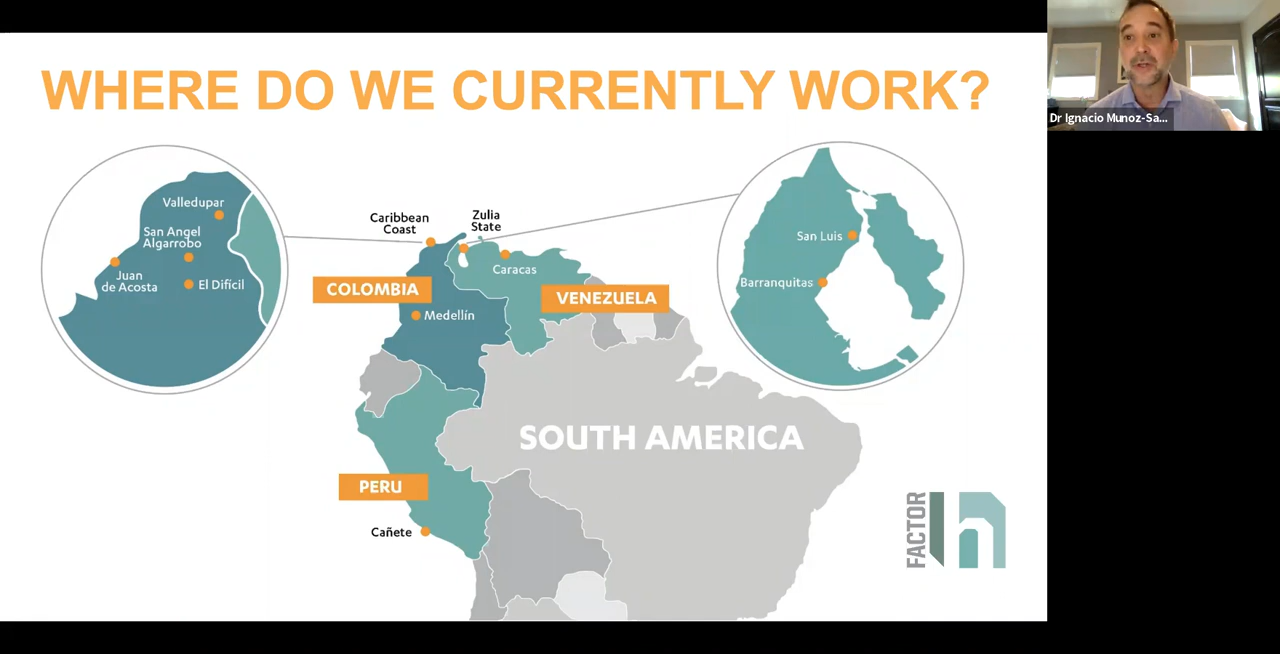 WHERE DO WE CURRENTLY WORK?
Dr Ignacio Munoz-Sa...
Valledupar
San Angel
Algarrobo
Juan
de Acosta
El Difícil
Caribbean
Coast
Zulia
State
Caracas
COLOMBIA
VENEZUELA
Medellín
San Luis
Barranquitas
SOUTH AMERICA
PERU
Cañete
FACTOR
h